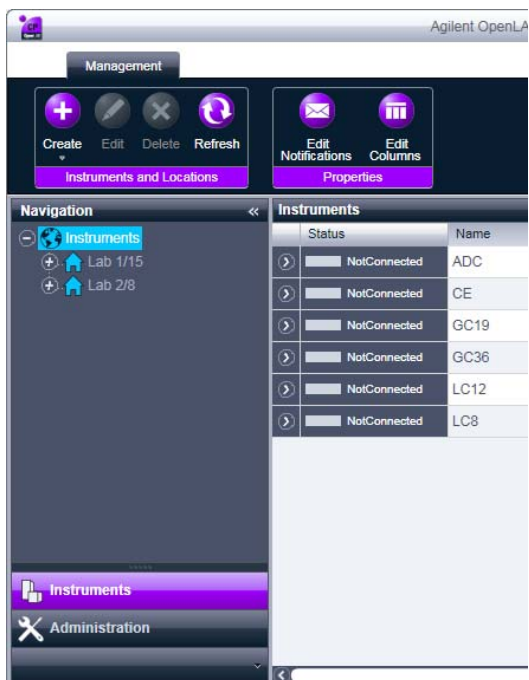 CP
Agilent OpenLA
Management
Create
Edit
Delete
Refresh
Edit
Notifications
Edit
Columns
Instruments and Locations
Properties
Navigation
«
Instruments
Lab 1/15
Lab 2/8
Instruments
Status
Name
NotConnected
ADC
NotConnected
CE
NotConnected
GC19
NotConnected
GC36
NotConnected
LC12
NotConnected
LC8
Instruments
Administration